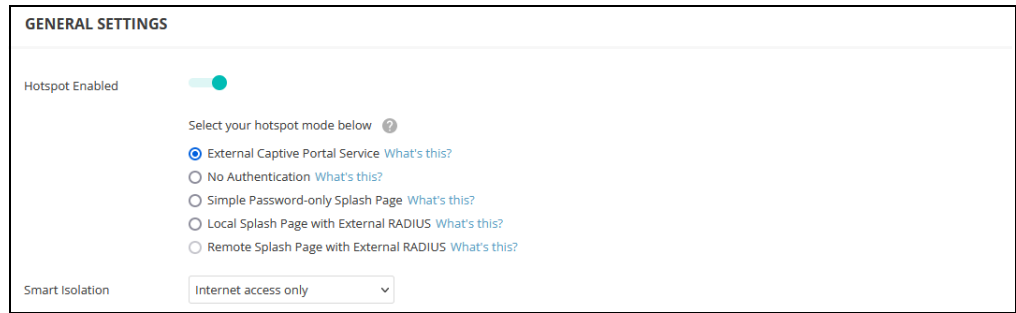 GENERAL SETTINGS
Hotspot Enabled
Select your hotspot mode below ?
External Captive Portal Service What's this?
No Authentication What's this?
Simple Password-only Splash Page What's this?
Local Splash Page with External RADIUS What's this?
Remote Splash Page with External RADIUS What's this?
Smart Isolation Internet access only